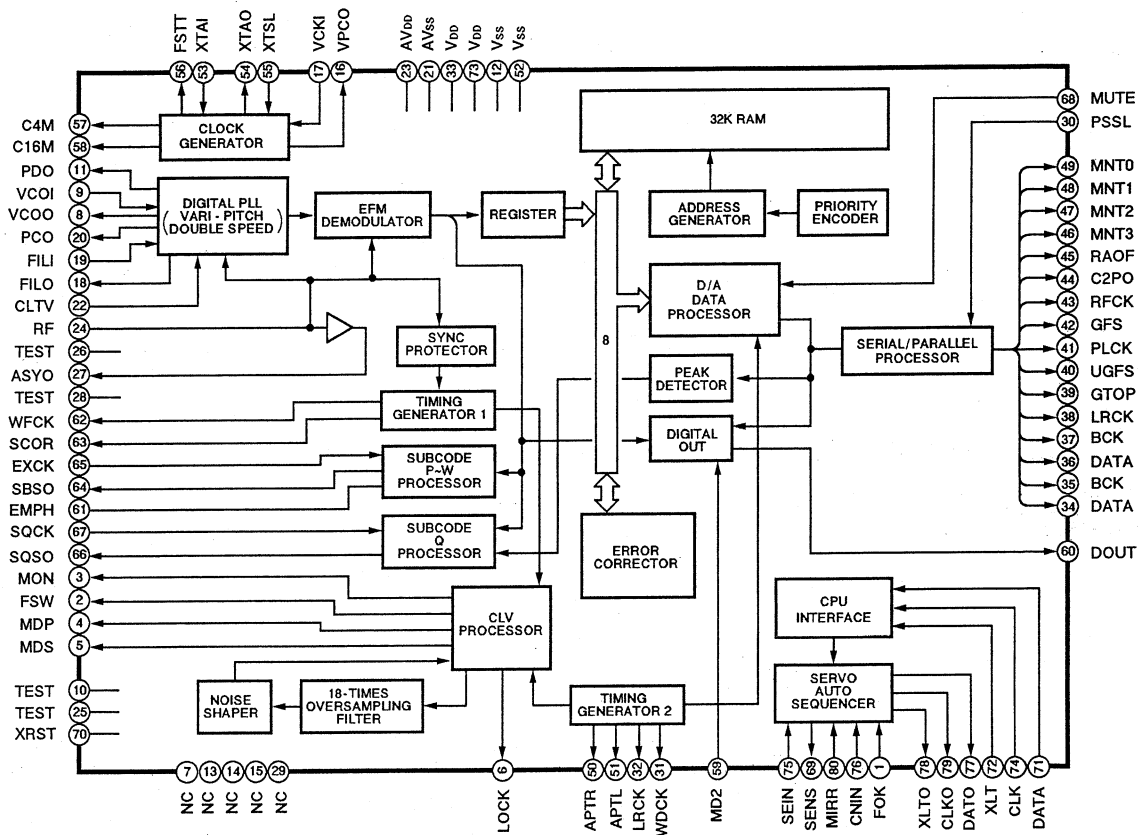 FSTT XTAI XTAO XTSL VCKI VPCO AVDD AVSS VDD VDD VSS VSS
56 53 54 55 17 16 23 21 33 73 12 52
C4M 57
C16M 58
PDO 11
VCOI 9
VCOO 8
PCO 20
FILI 19
FILO 18
CLTV 22
RF 24
TEST 26
ASYO 27
TEST 28
WFCK 62
SCOR 63
EXCK 65
SBSO 64
EMPH 61
SQCK 67
SQSO 66
MON 3
FSW 2
MDP 4
MDS 5
TEST 10
TEST 25
XRST 70
CLOCK
GENERATOR
DIGITAL PLL
VARI - PITCH
DOUBLE SPEED
EFM
DEMODULATOR
REGISTER
SYNC
PROTECTOR
TIMING
GENERATOR 1
SUBCODE
P~W
PROCESSOR
SUBCODE
Q
PROCESSOR
CLV
PROCESSOR
NOISE
SHAPER
18-TIMES
OVERSAMPLING
FILTER
32K RAM
8
ADDRESS
GENERATOR
PRIORITY
ENCODER
D/A
DATA
PROCESSOR
PEAK
DETECTOR
DIGITAL
OUT
SERIAL/PARALLEL
PROCESSOR
ERROR
CORRECTOR
CPU
INTERFACE
SERVO
AUTO
SEQUENCER
TIMING
GENERATOR 2
68 MUTE
30 PSSL
49 MNT0
48 MNT1
47 MNT2
46 MNT3
45 RAOF
44 C2PO
43 RFCK
42 GFS
41 PLCK
40 UGFS
39 GTOP
38 LRCK
37 BCK
36 DATA
35 BCK
34 DATA
60 DOUT
7 13 14 15 29 6 50 51 32 31 59 75 69 80 76 1 78 79 77 72 74 71
NC NC NC NC NC LOCK APTR APTL LRCK WDCK MD2 SEIN SENS MIRR CNIN FOK XLTO CLKO DATO XLT CLK DATA